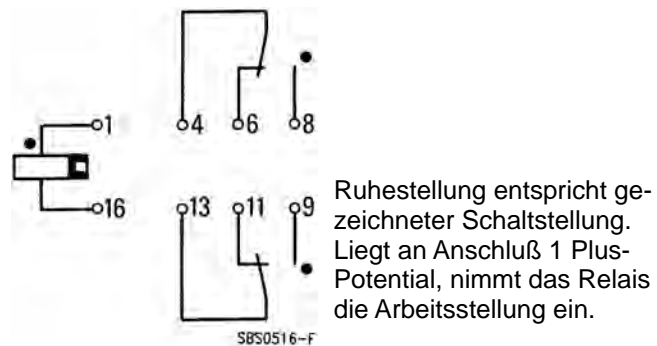 1
4
6
8
16
13
11
9
Ruhestellung entspricht ge-
zeichneter Schaltstellung.
Liegt an Anschluß 1 Plus-
Potential, nimmt das Relais
die Arbeitsstellung ein.
SBS0516-F